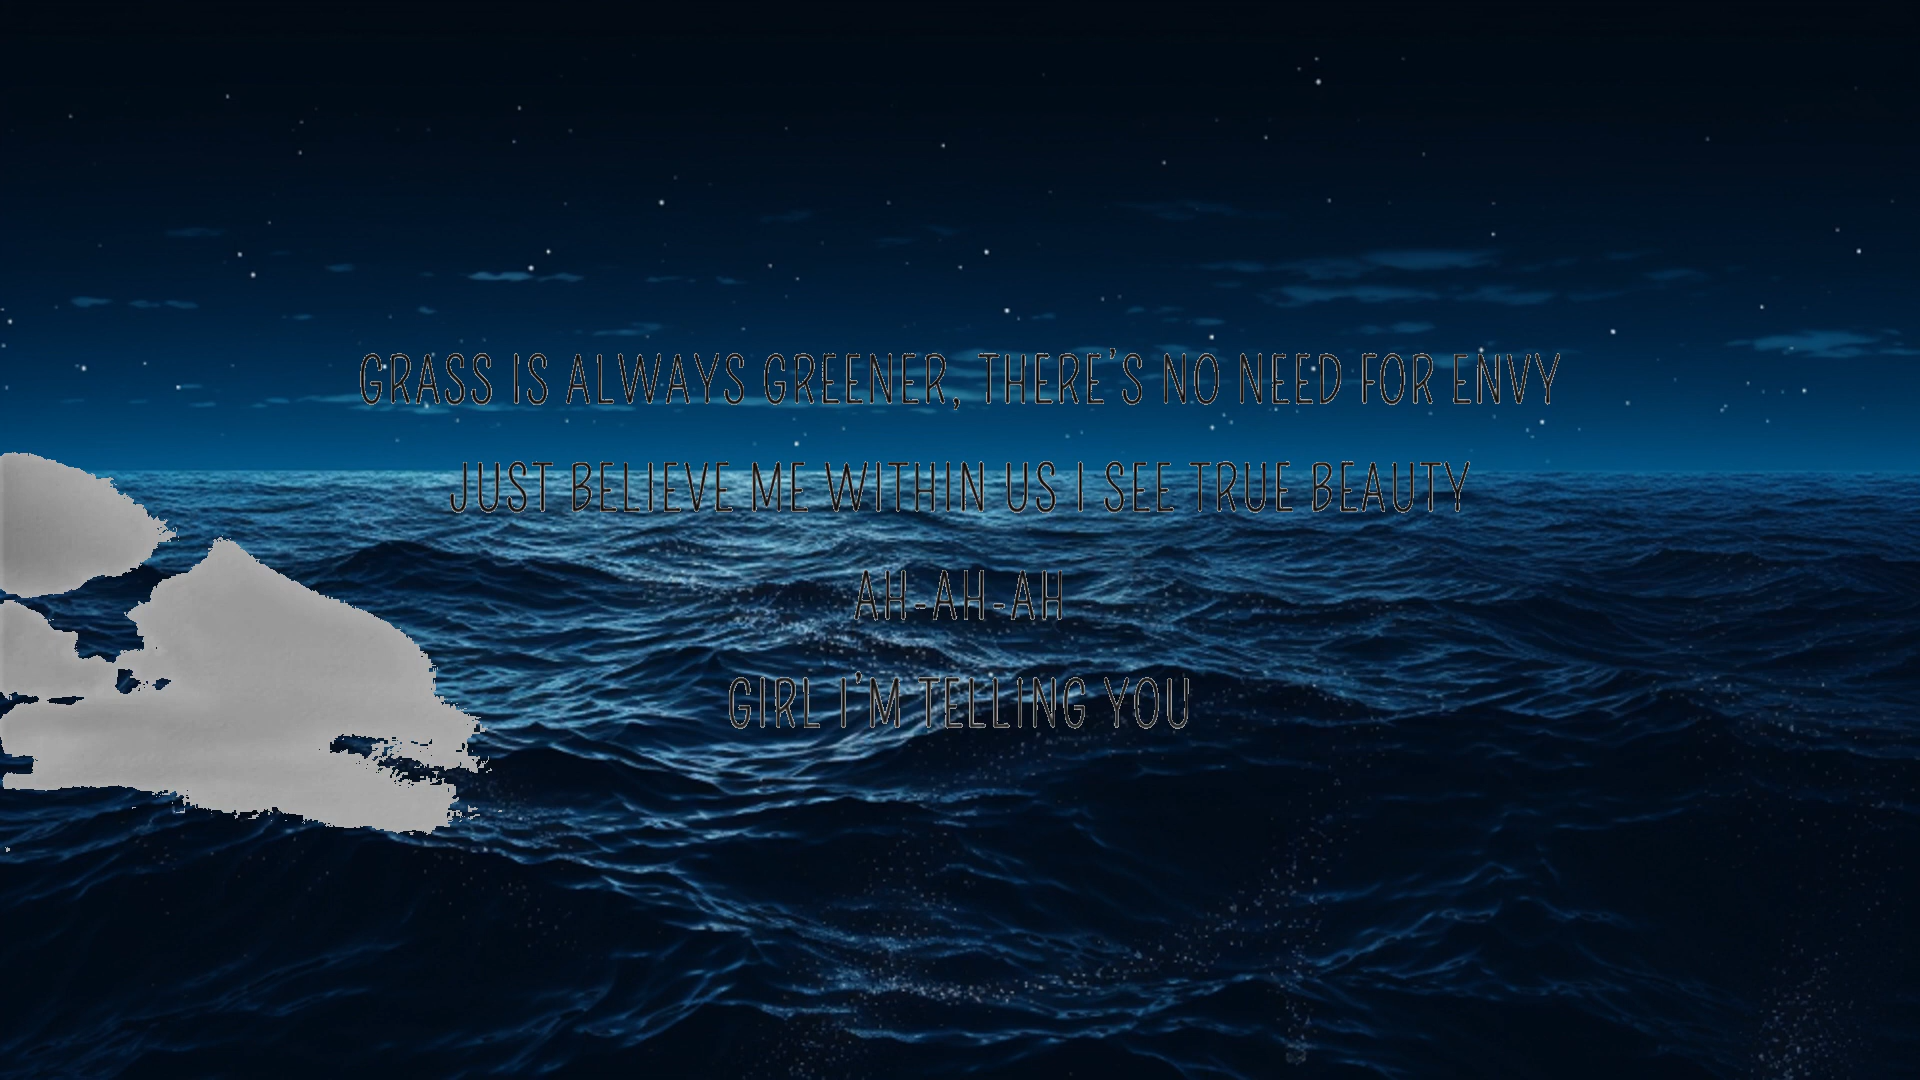 GRASS IS ALWAYS GREENER, THERE'S NO NEED FOR ENVY
JUST BELIEVE ME WITHIN US I SEE TRUE BEAUTY
AH-AH-AH
GIRL I'M TELLING YOU